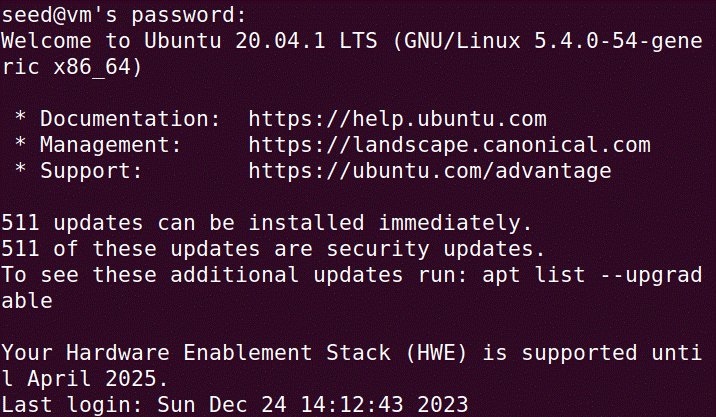 seed@vm's password:
Welcome to Ubuntu 20.04.1 LTS (GNU/Linux 5.4.0-54-gene
ric x86_64)

 * Documentation:  https://help.ubuntu.com
 * Management:     https://landscape.canonical.com
 * Support:        https://ubuntu.com/advantage

511 updates can be installed immediately.
511 of these updates are security updates.
To see these additional updates run: apt list --upgrad
able

Your Hardware Enablement Stack (HWE) is supported unti
l April 2025.
Last login: Sun Dec 24 14:12:43 2023